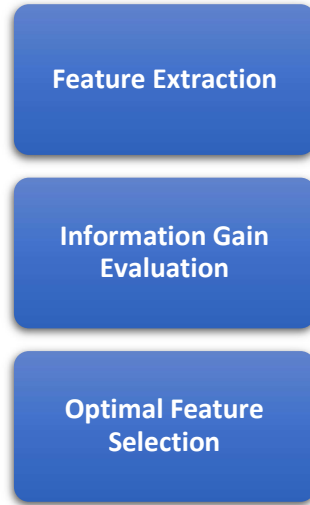 Feature Extraction
Information Gain
Evaluation
Optimal Feature
Selection